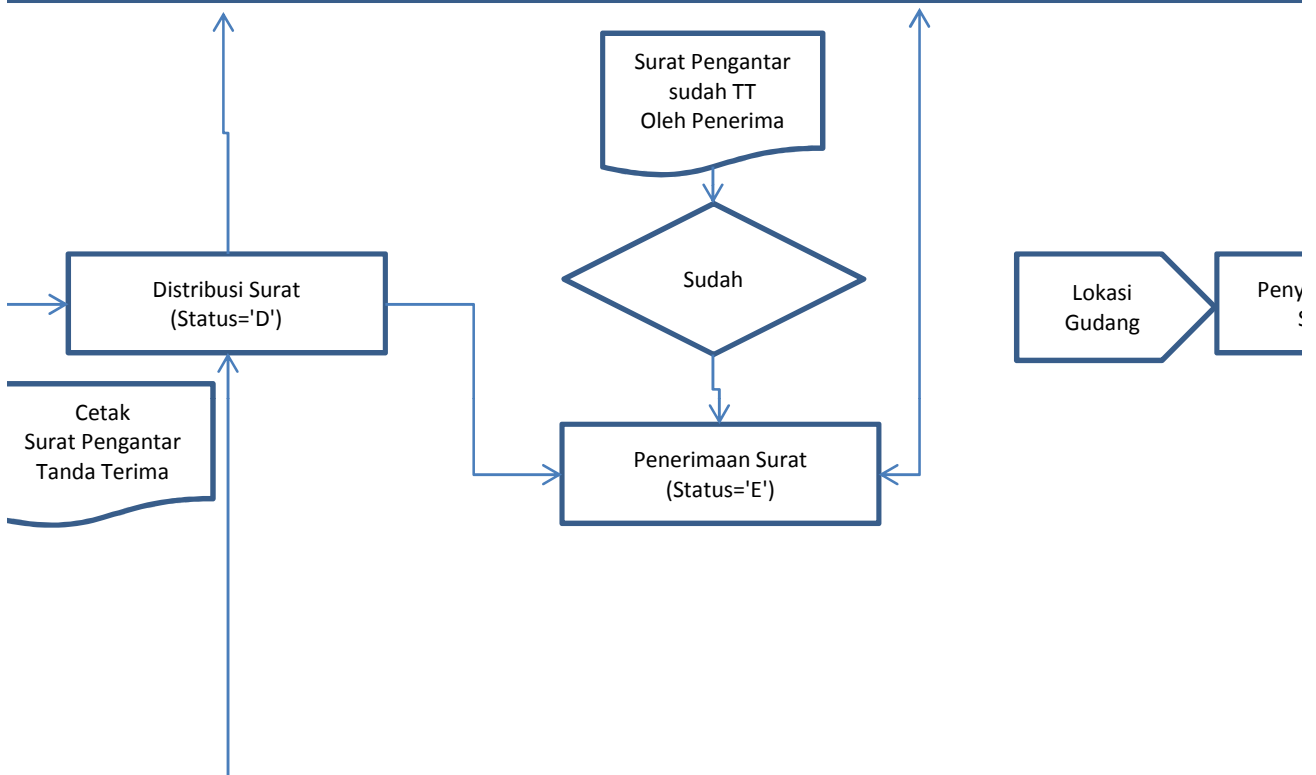 Surat Pengantar
sudah TT
Oleh Penerima
Sudah
Distribusi Surat
(Status='D')
Lokasi
Gudang
Cetak
Surat Pengantar
Tanda Terima
Penerimaan Surat
(Status='E')